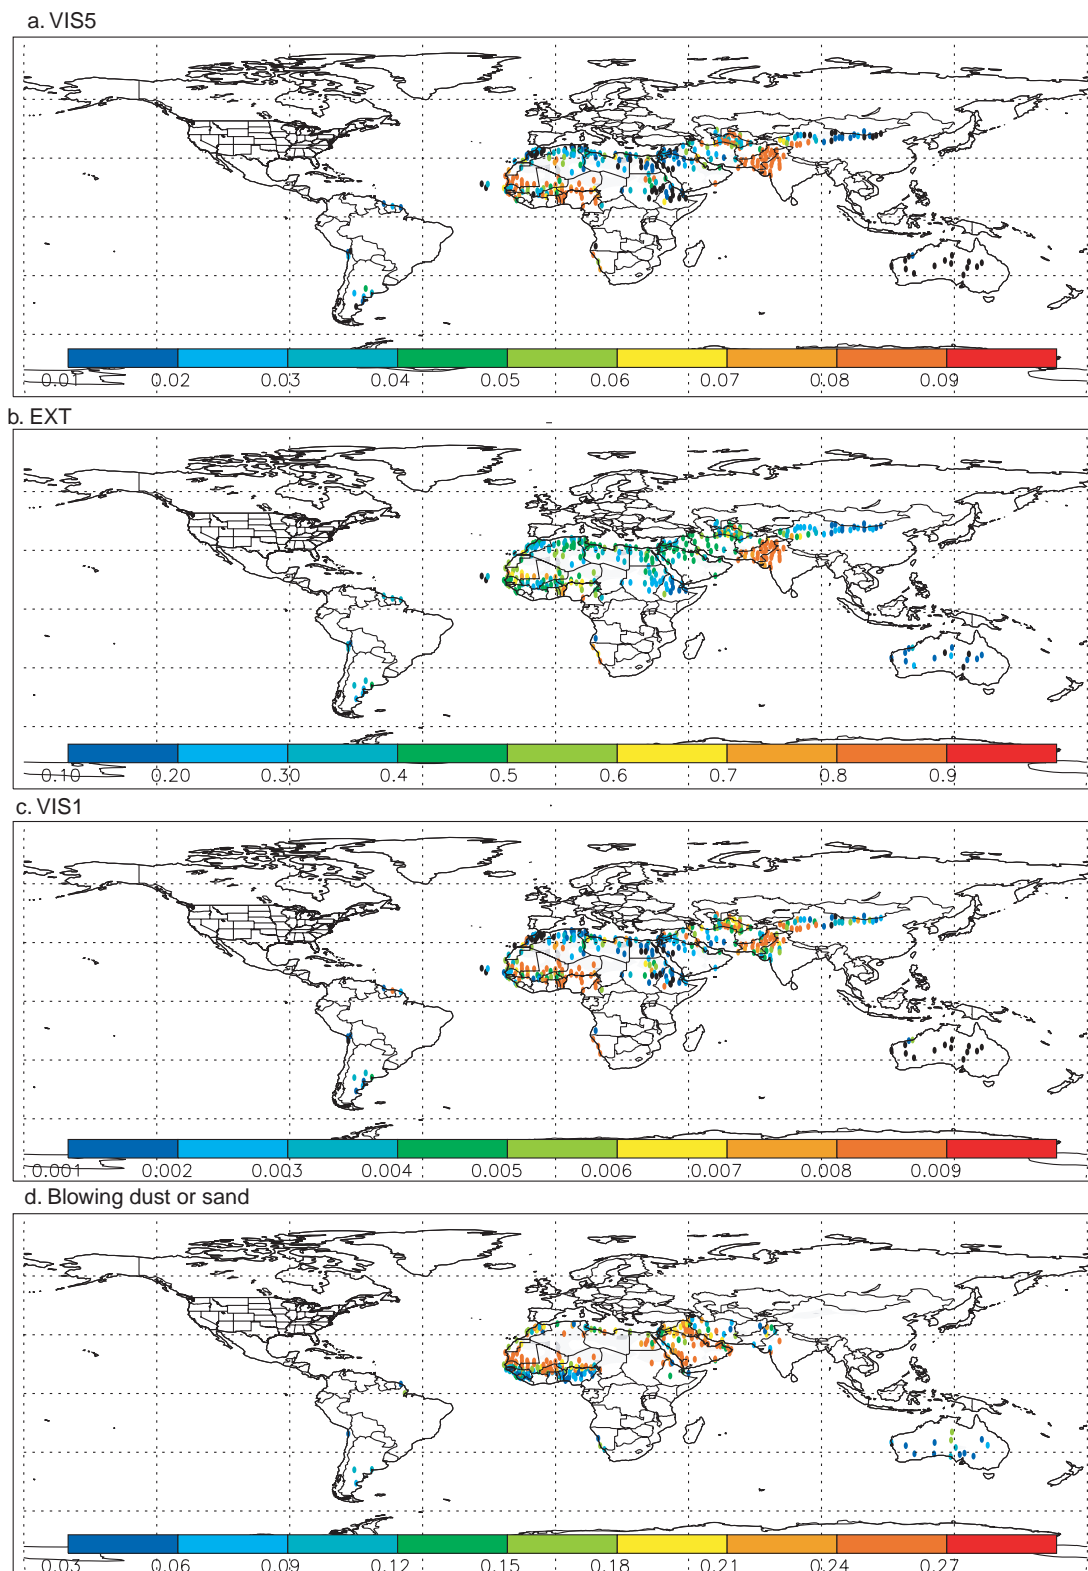 a. VIS5
0.01 0.02 0.03 0.04 0.05 0.06 0.07 0.08 0.09
b. EXT
0.10 0.20 0.30 0.4 0.5 0.6 0.7 0.8 0.9
c. VIS1
0.001 0.002 0.003 0.004 0.005 0.006 0.007 0.008 0.009
d. Blowing dust or sand
0.03 0.06 0.09 0.12 0.15 0.18 0.21 0.24 0.27